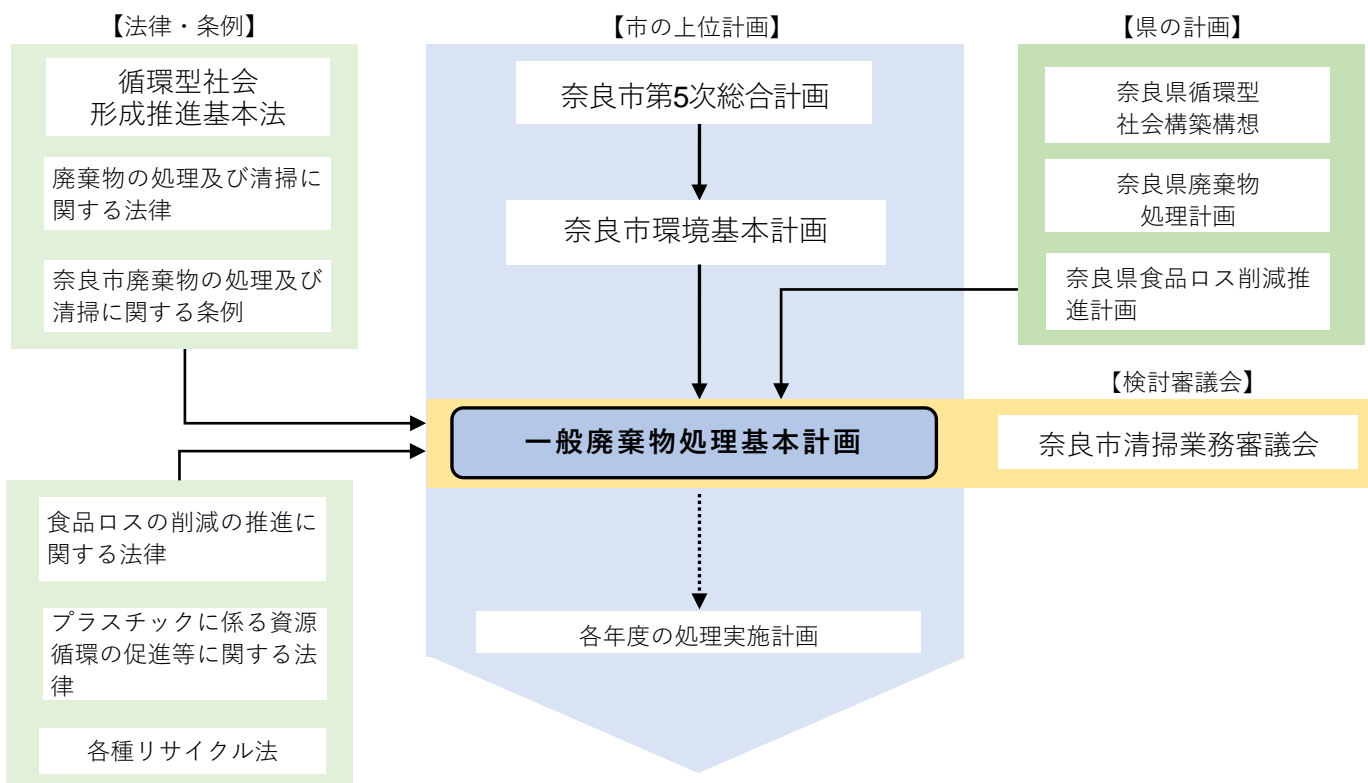 【法律・条例】
循環型社会
形成推進基本法
廃棄物の処理及び清掃に
関する法律
奈良市廃棄物の処理及び
清掃に関する条例
【市の上位計画】
奈良市第5次総合計画
奈良市環境基本計画
【県の計画】
奈良県循環型
社会構築構想
奈良県廃棄物
処理計画
奈良県食品ロス削減推
進計画
【検討審議会】
一般廃棄物処理基本計画
奈良市清掃業務審議会
食品ロスの削減の推進に
関する法律
プラスチックに係る資源
循環の促進等に関する法
律
各種リサイクル法
各年度の処理実施計画